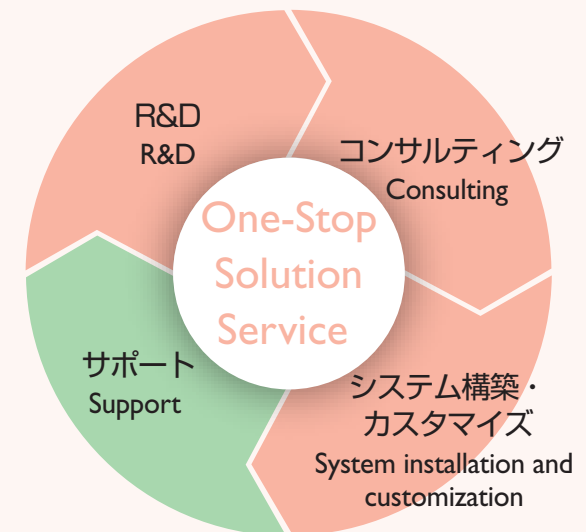 R&D
R&D
コンサルティング
Consulting
One-Stop
Solution
Service
サポート
Support
システム構築・
カスタマイズ
System installation and
customization